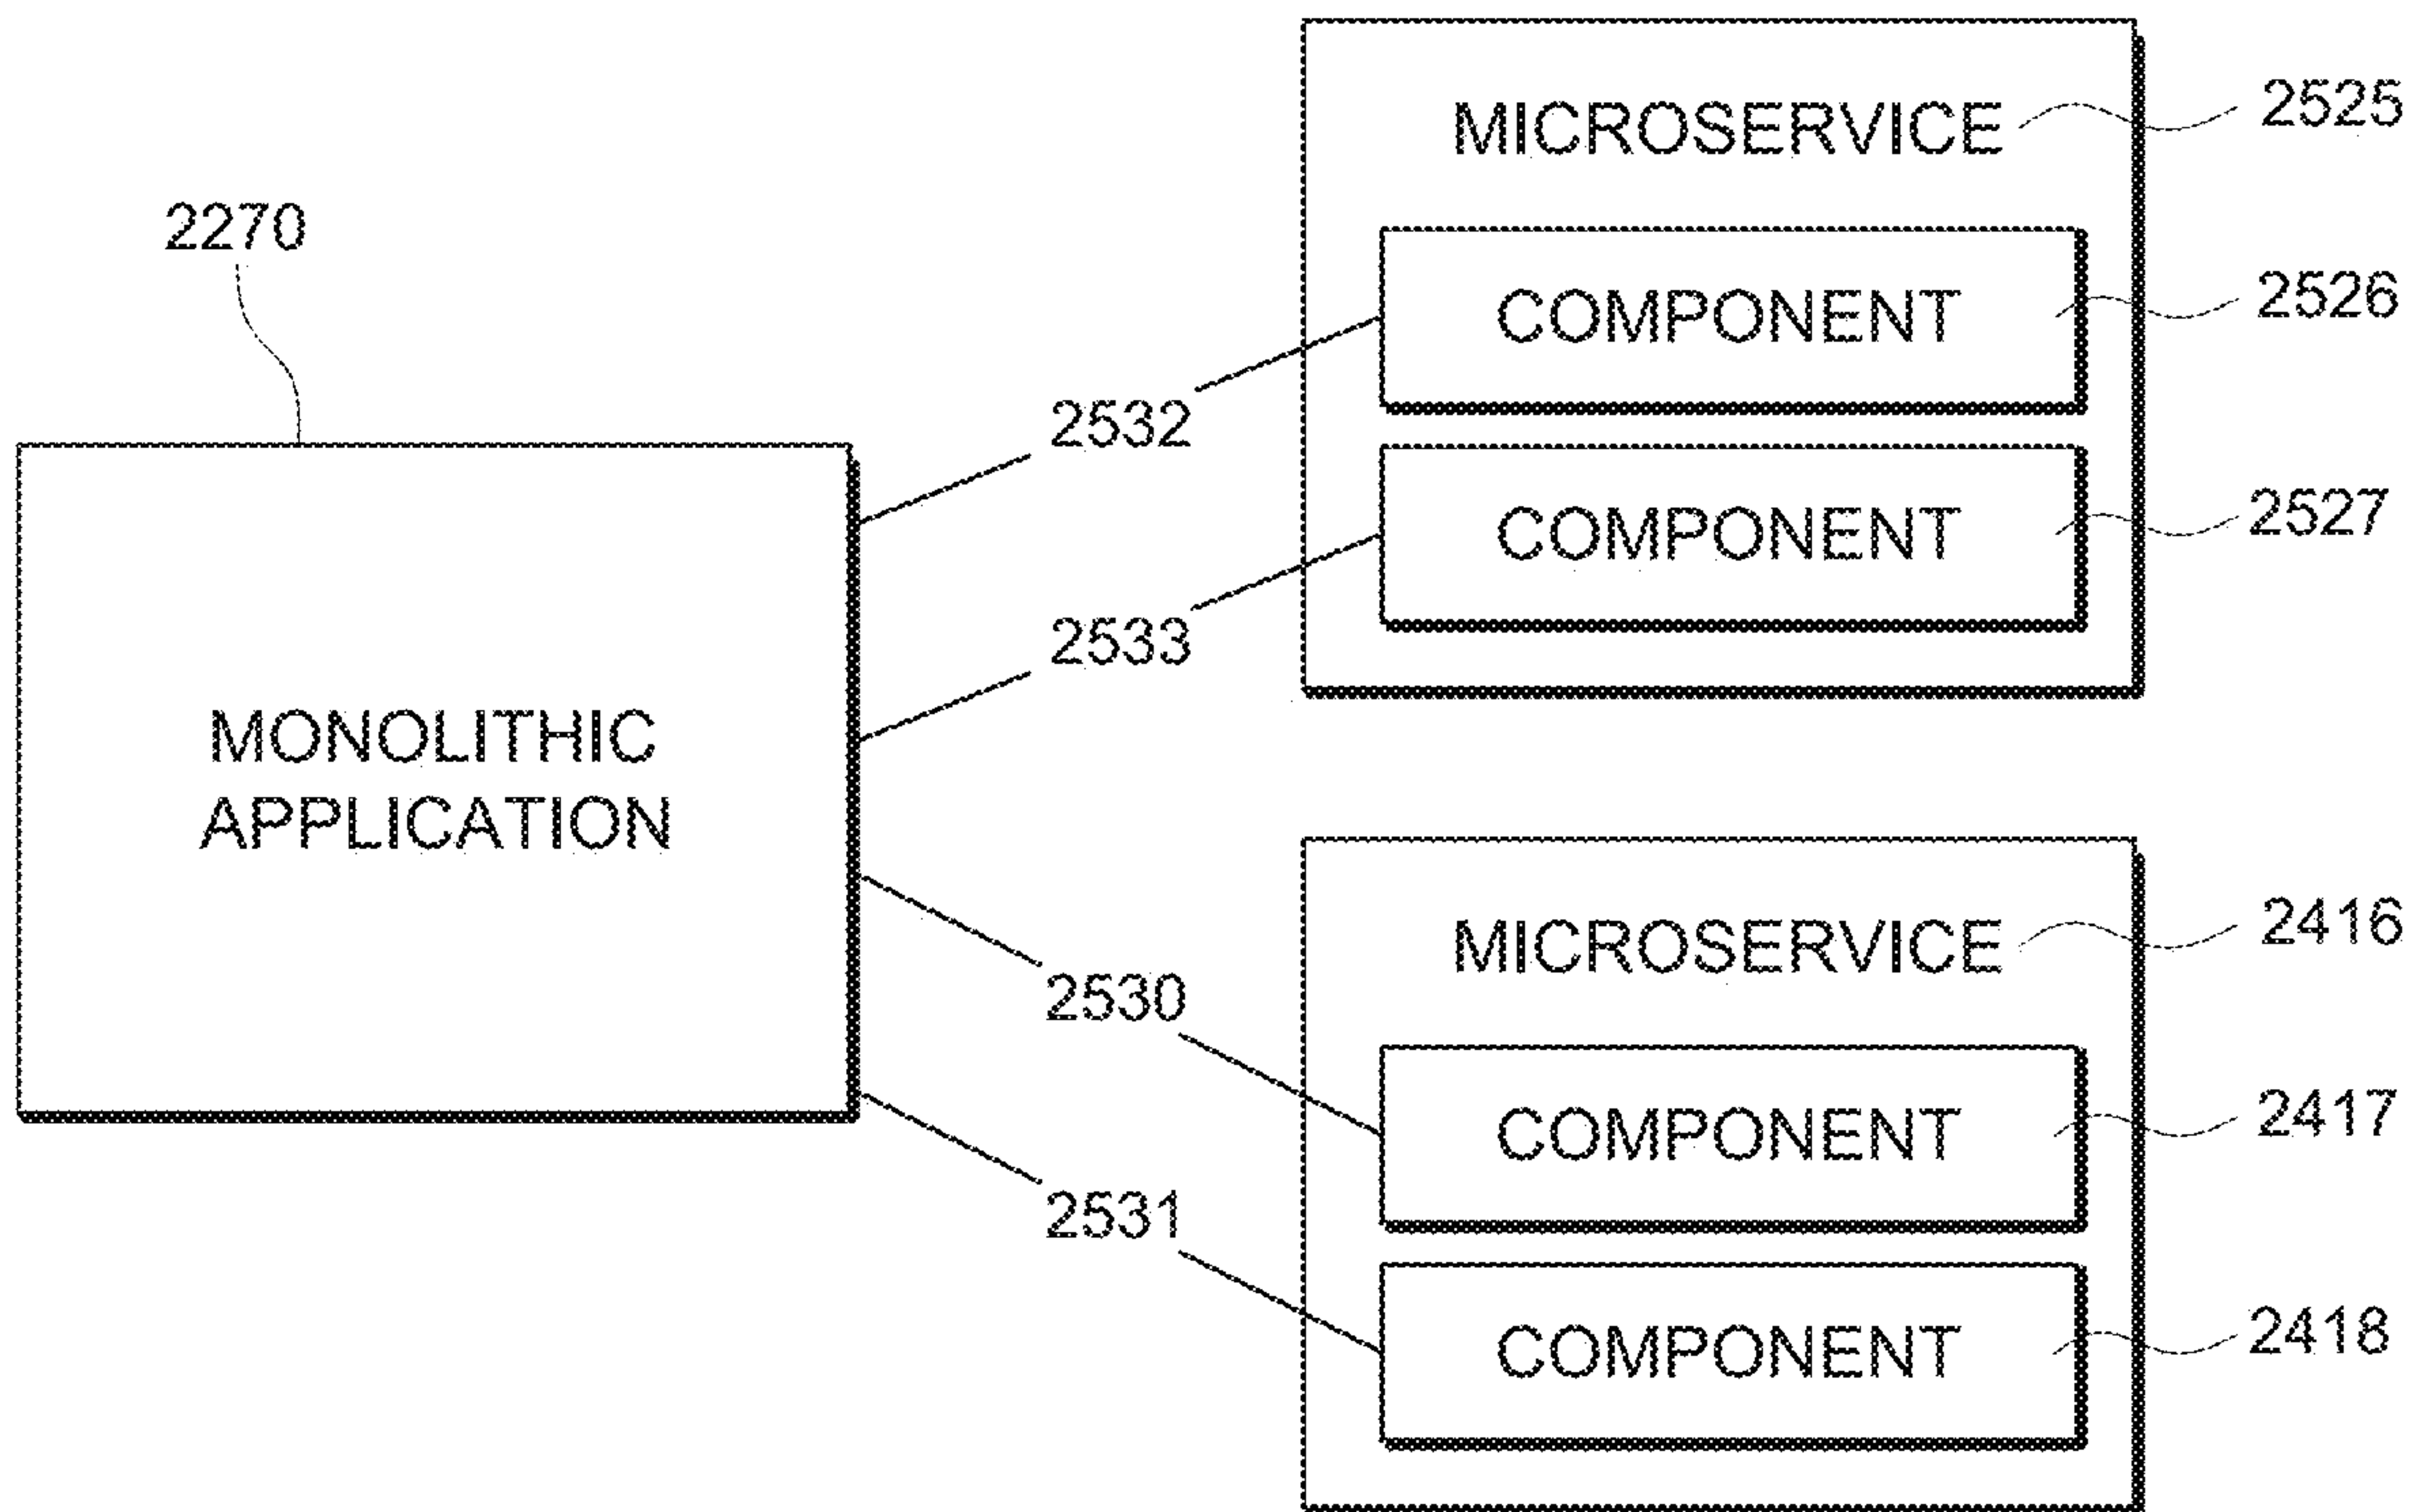 2270
MONOLITHIC
APPLICATION
2532
2533
2530
2531
MICROSERVICE
2525
COMPONENT
2526
COMPONENT
2527
MICROSERVICE
2416
COMPONENT
2417
COMPONENT
2418